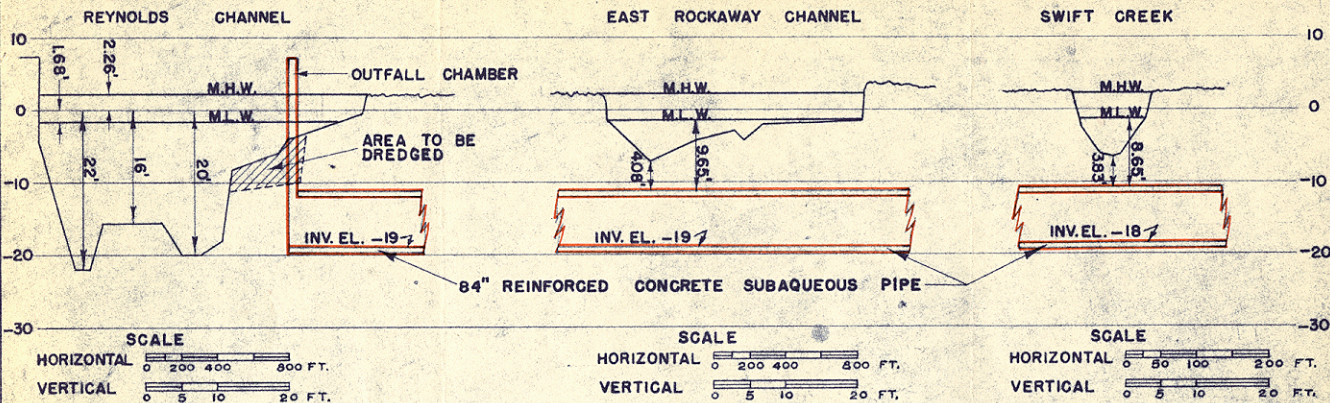 REYNOLDS CHANNEL
EAST ROCKAWAY CHANNEL
SWIFT CREEK
10
0
-10
-20
-30
1.68'
2.26'
M.H.W.
M.L.W.
OUTFALL CHAMBER
AREA TO BE
DREDGED
22'
16'
20'
INV. EL. -19
M.H.W.
M.L.W.
4.08'
9.65'
INV. EL. -19
M.H.W.
M.L.W.
3.83'
8.65'
INV. EL. -18
10
0
-10
-20
-30
84" REINFORCED CONCRETE SUBAQUEOUS PIPE
SCALE
HORIZONTAL 0 200 400 800 FT.
VERTICAL 0 5 10 20 FT.
SCALE
HORIZONTAL 0 200 400 800 FT.
VERTICAL 0 5 10 20 FT.
SCALE
HORIZONTAL 0 50 100 200 FT.
VERTICAL 0 5 10 20 FT.